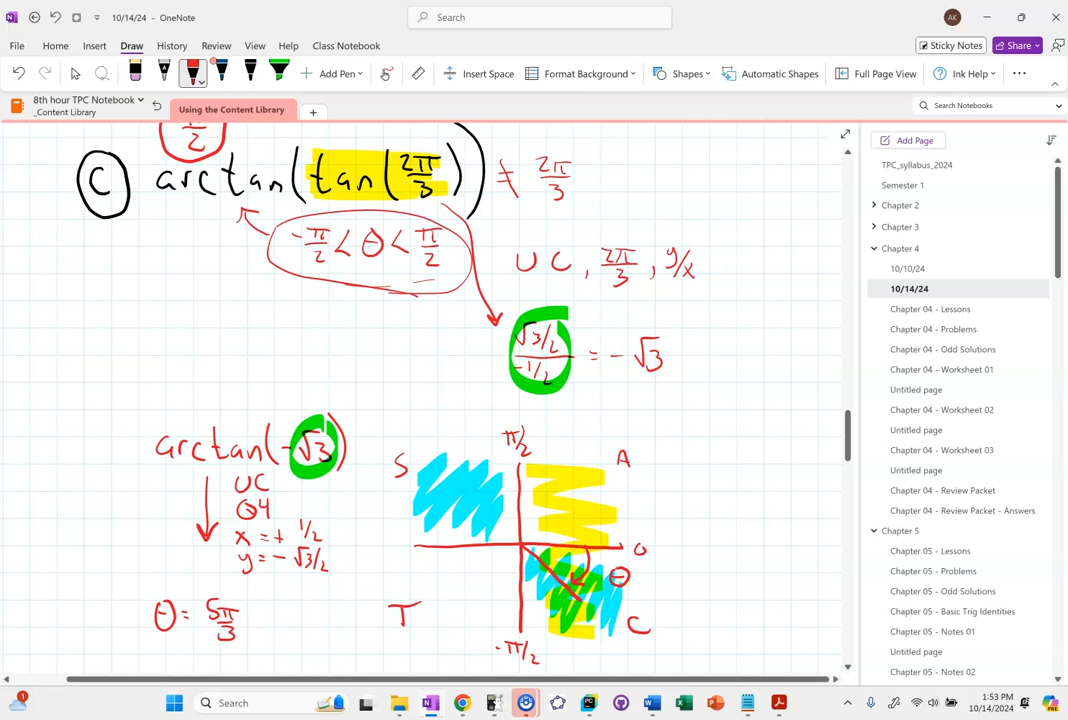 10/14/24 - OneNote
Search
AK
File Home Insert Draw History Review View Help Class Notebook
Sticky Notes
Share
Add Pen
Insert Space
Format Background
Shapes
Automatic Shapes
Full Page View
Ink Help
8th hour TPC Notebook
_Content Library
Using the Content Library
Search Notebooks
Add Page
TPC_syllabus_2024
Semester 1
Chapter 2
Chapter 3
Chapter 4
10/10/24
10/14/24
Chapter 04 - Lessons
Chapter 04 - Problems
Chapter 04 - Odd Solutions
Chapter 04 - Worksheet 01
Untitled page
Chapter 04 - Worksheet 02
Untitled page
Chapter 04 - Worksheet 03
Untitled page
Chapter 04 - Review Packet
Chapter 04 - Review Packet - Answers
Chapter 5
Chapter 05 - Lessons
Chapter 05 - Problems
Chapter 05 - Odd Solutions
Chapter 05 - Basic Trig Identities
Chapter 05 - Notes 01
Untitled page
Chapter 05 - Notes 02
2
C arctan(tan(2π/3)) ≠ 2π/3
-π/2 < θ < π/2
UC, 2π/3, y/x
√3/2 / -1/2 = -√3
arctan(-√3)
UC
Q4
x = + 1/2
y = - √3/2
θ = 5π/3
π/2
S
A
0
θ
T
C
-π/2
1
Search
1:53 PM
10/14/2024